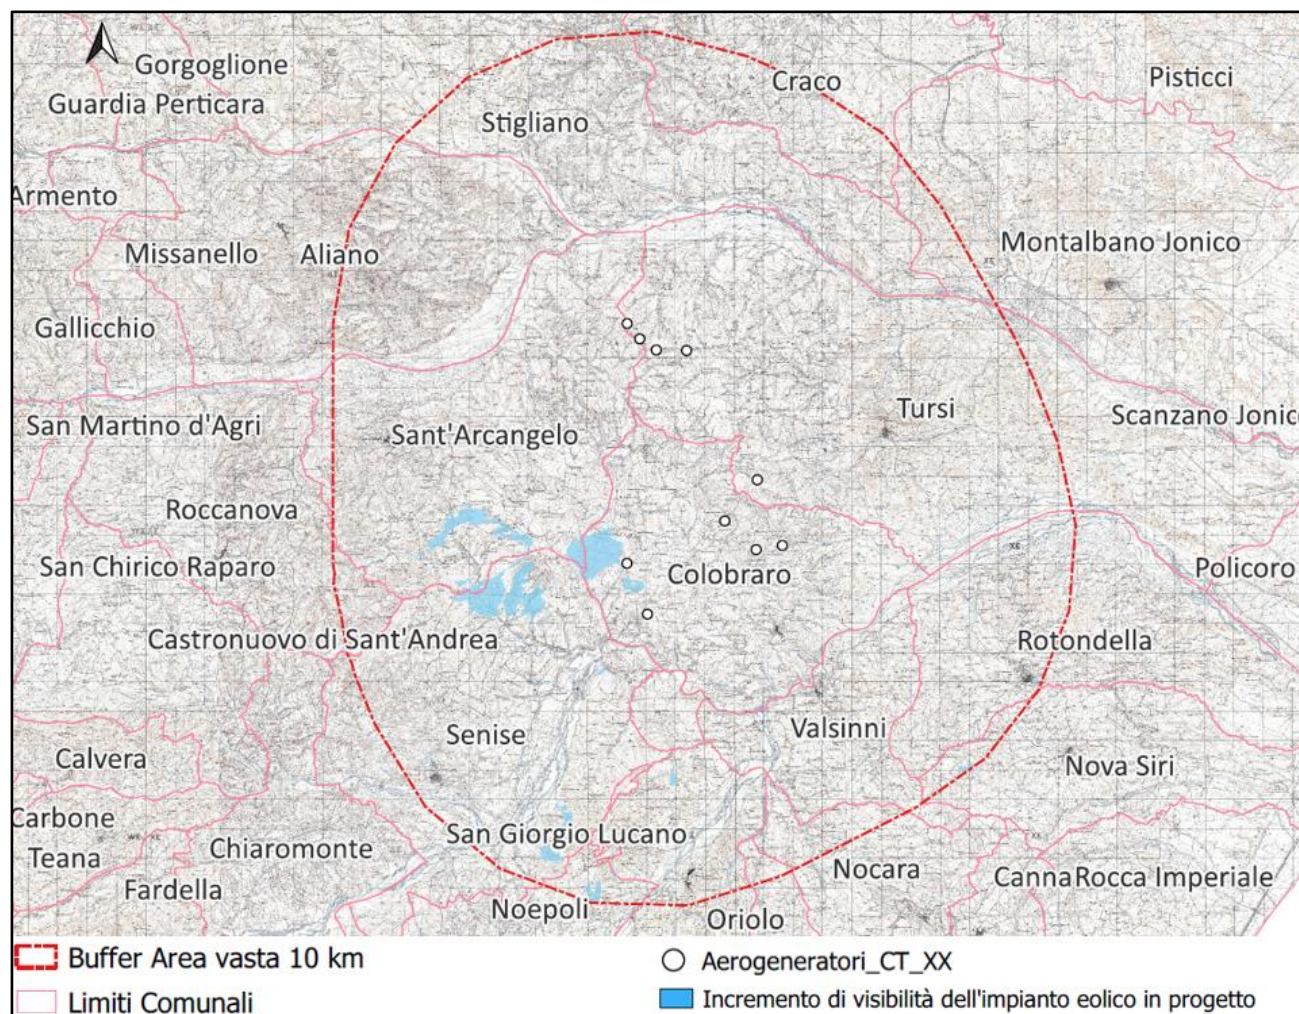 Gorgoglione
Guardia Perticara
Craco
Pisticci
Stigliano
Armento
Missanello
Aliano
Montalbano Jonico
Gallicchio
San Martino d'Agri
Sant'Arcangelo
Tursi
Scanzano Jonico
Roccanova
San Chirico Raparo
Colobraro
Policoro
Castronuovo di Sant'Andrea
Rotondella
Senise
Valsinni
Calvera
Nova Siri
Carbone
Teana
Chiaromonte
San Giorgio Lucano
Fardella
Nocara
Canna
Rocca Imperiale
Noepoli
Oriolo
Buffer Area vasta 10 km
Aerogeneratori_CT_XX
Limiti Comunali
Incremento di visibilità dell'impianto eolico in progetto